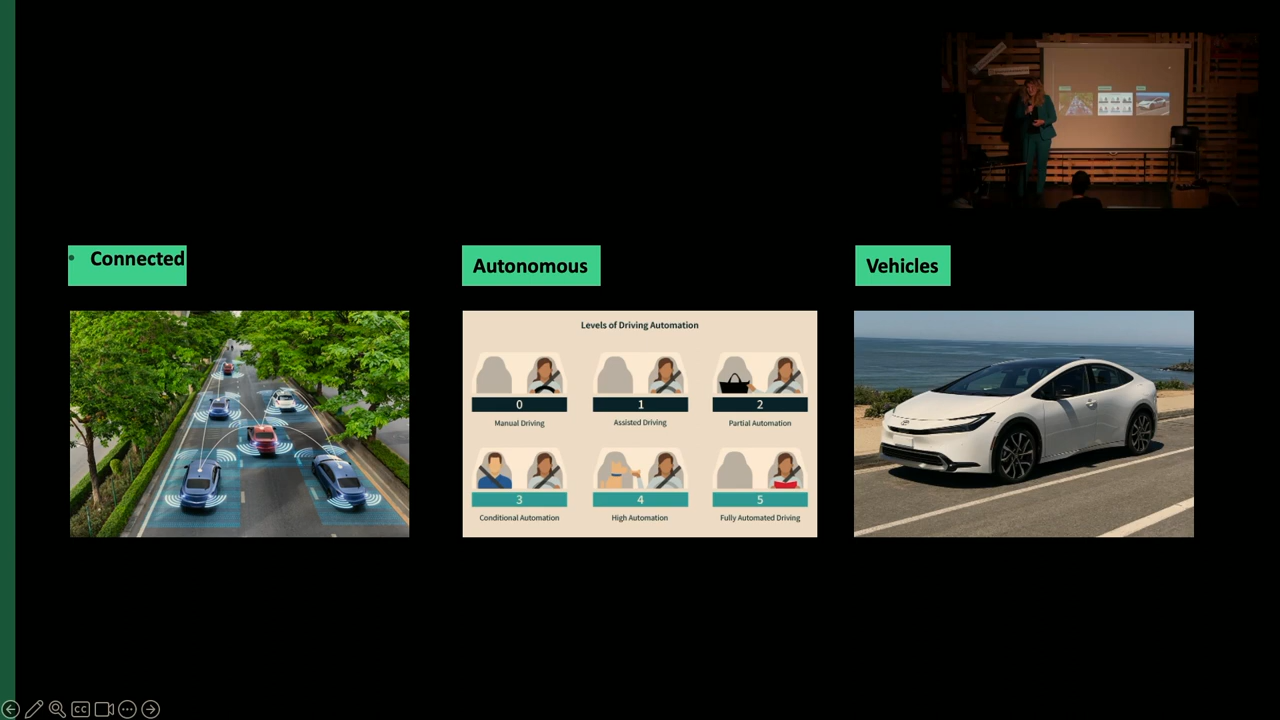 • Connected
Autonomous
Vehicles
Levels of Driving Automation
0
1
2
Manual Driving
Assisted Driving
Partial Automation
3
4
5
Conditional Automation
High Automation
Fully Automated Driving
CC